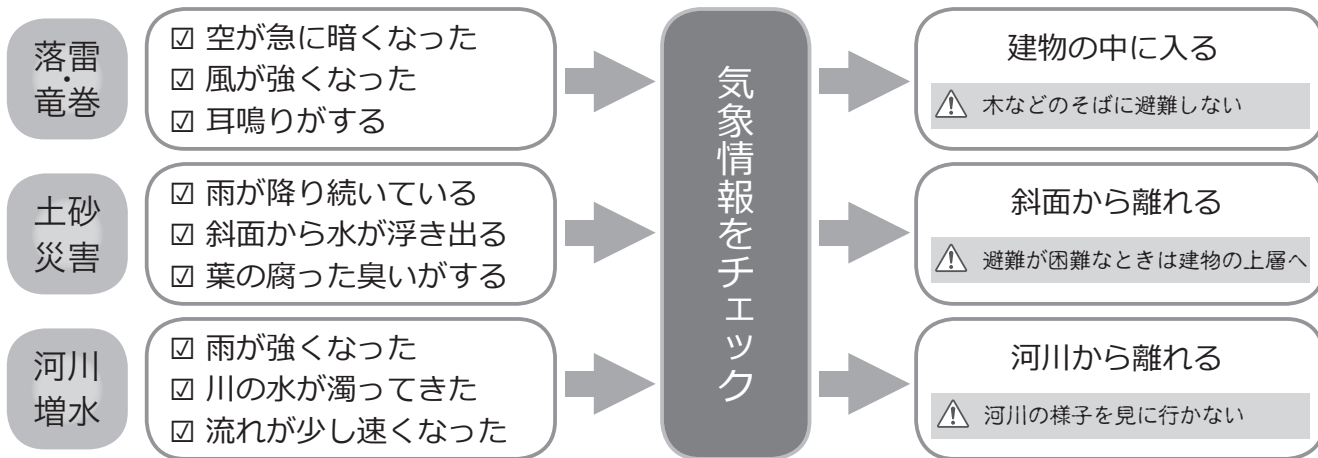 落雷・竜巻
☑ 空が急に暗くなった
☑ 風が強くなった
☑ 耳鳴りがする
土砂
災害
☑ 雨が降り続いている
☑ 斜面から水が浮き出る
☑ 葉の腐った臭いがする
河川
増水
☑ 雨が強くなった
☑ 川の水が濁ってきた
☑ 流れが少し速くなった
気象情報をチェック
建物の中に入る
木などのそばに避難しない
斜面から離れる
避難が困難なときは建物の上層へ
河川から離れる
河川の様子を見に行かない